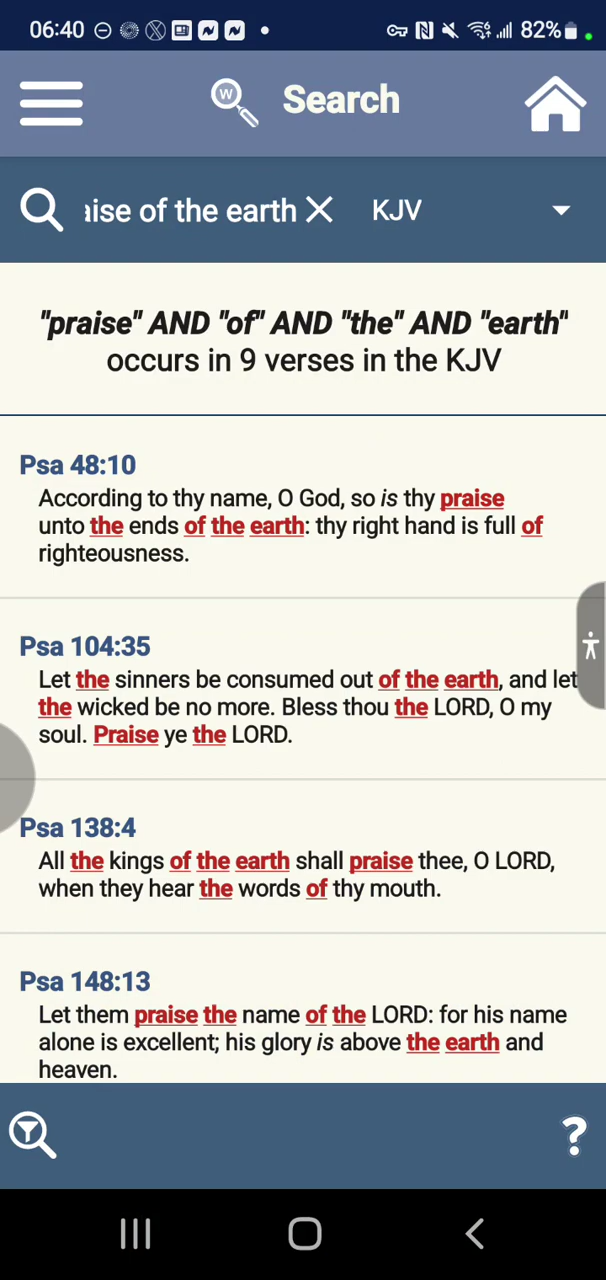 06:40
82%
W Search
aise of the earth KJV
"praise" AND "of" AND "the" AND "earth"
occurs in 9 verses in the KJV
Psa 48:10
According to thy name, O God, so is thy praise
unto the ends of the earth: thy right hand is full of
righteousness.
Psa 104:35
Let the sinners be consumed out of the earth, and let
the wicked be no more. Bless thou the LORD, O my
soul. Praise ye the LORD.
Psa 138:4
All the kings of the earth shall praise thee, O LORD,
when they hear the words of thy mouth.
Psa 148:13
Let them praise the name of the LORD: for his name
alone is excellent; his glory is above the earth and
heaven.
?